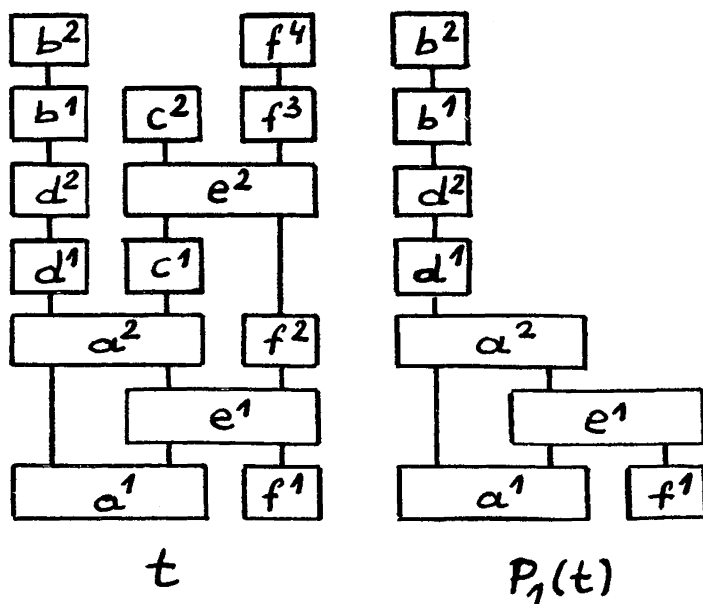 b² f⁴ b²
b¹ c² f³ b¹
d² e² d²
d¹ c¹ d¹
a² f² a²
e¹ e¹
a¹ f¹ a¹ f¹
t P₁(t)